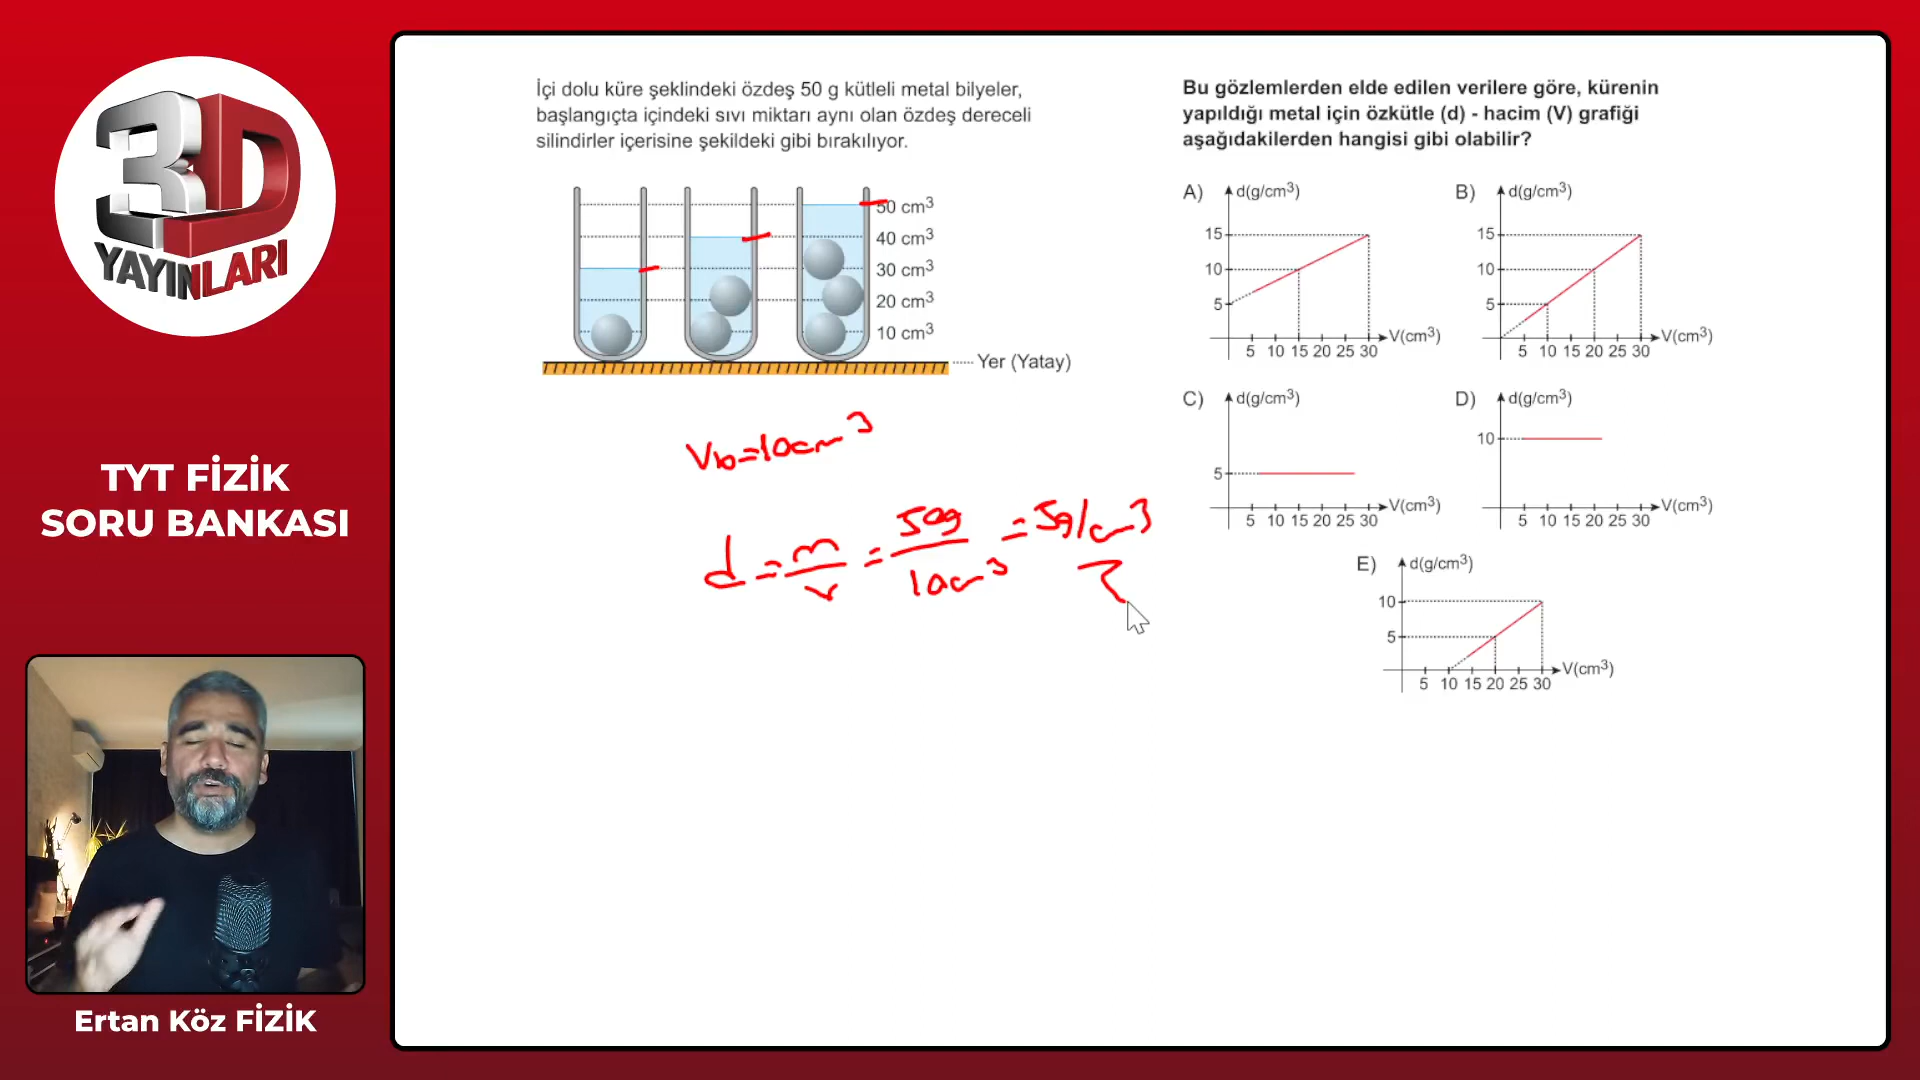 3D
YAYINLARI
TYT FİZİK
SORU BANKASI
Ertan Köz FİZİK
İçi dolu küre şeklindeki özdeş 50 g kütleli metal bilyeler,
başlangıçta içindeki sıvı miktarı aynı olan özdeş dereceli
silindirler içerisine şekildeki gibi bırakılıyor.
50 cm³
40 cm³
30 cm³
20 cm³
10 cm³
Yer (Yatay)
Vb=10cm³
d=m/v=50g/10cm³=5g/cm³
Bu gözlemlerden elde edilen verilere göre, kürenin
yapıldığı metal için özkütle (d) - hacim (V) grafiği
aşağıdakilerden hangisi gibi olabilir?
A) d(g/cm³)
15
10
5
5 10 15 20 25 30 V(cm³)
B) d(g/cm³)
15
10
5
5 10 15 20 25 30 V(cm³)
C) d(g/cm³)
5
5 10 15 20 25 30 V(cm³)
D) d(g/cm³)
10
5 10 15 20 25 30 V(cm³)
E) d(g/cm³)
10
5
5 10 15 20 25 30 V(cm³)